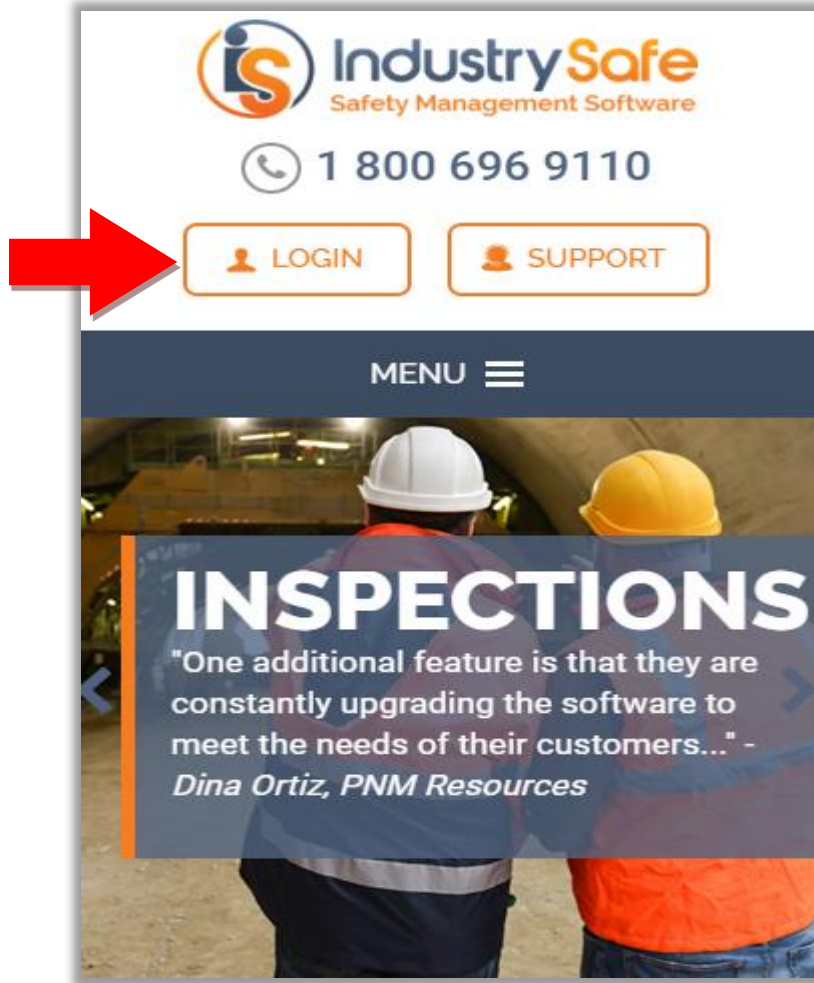 iS IndustrySafe
Safety Management Software
1 800 696 9110
LOGIN SUPPORT
MENU
INSPECTIONS
"One additional feature is that they are
constantly upgrading the software to
meet the needs of their customers..." -
Dina Ortiz, PNM Resources